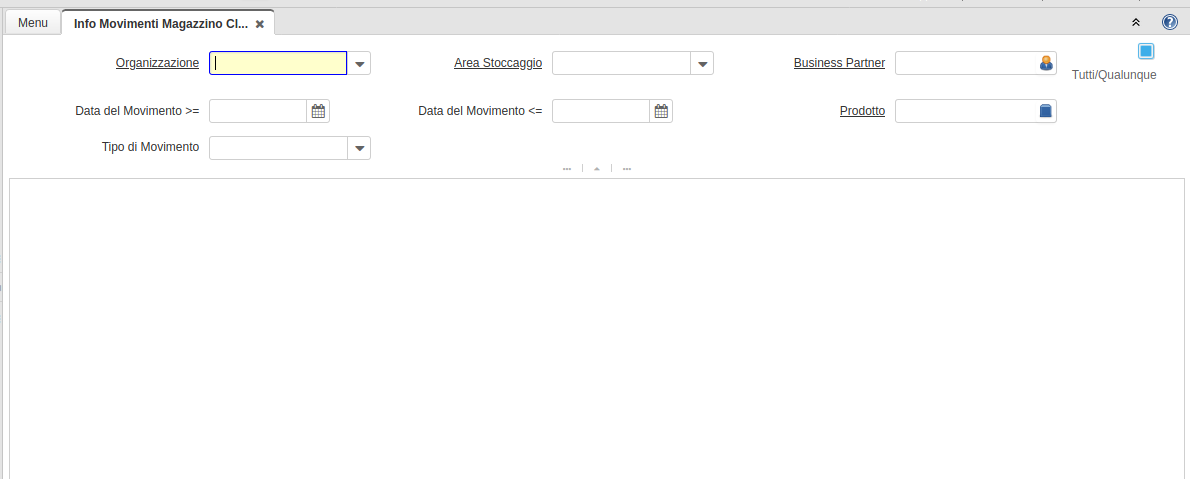 Menu
Info Movimenti Magazzino Cl...
Organizzazione
Area Stoccaggio
Business Partner
Tutti/Qualunque
Data del Movimento >=
Data del Movimento <=
Prodotto
Tipo di Movimento